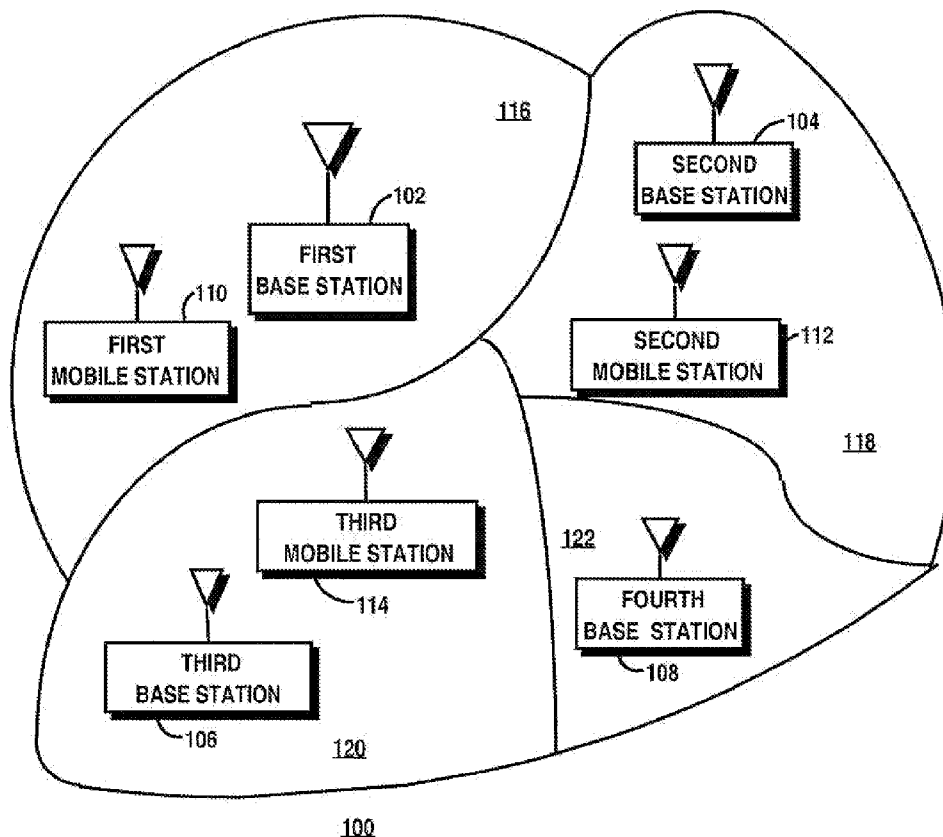 116
104
SECOND
BASE STATION
102
FIRST
BASE STATION
110
FIRST
MOBILE STATION
SECOND
MOBILE STATION
112
118
THIRD
MOBILE STATION
114
122
FOURTH
BASE STATION
108
THIRD
BASE STATION
106
120
100